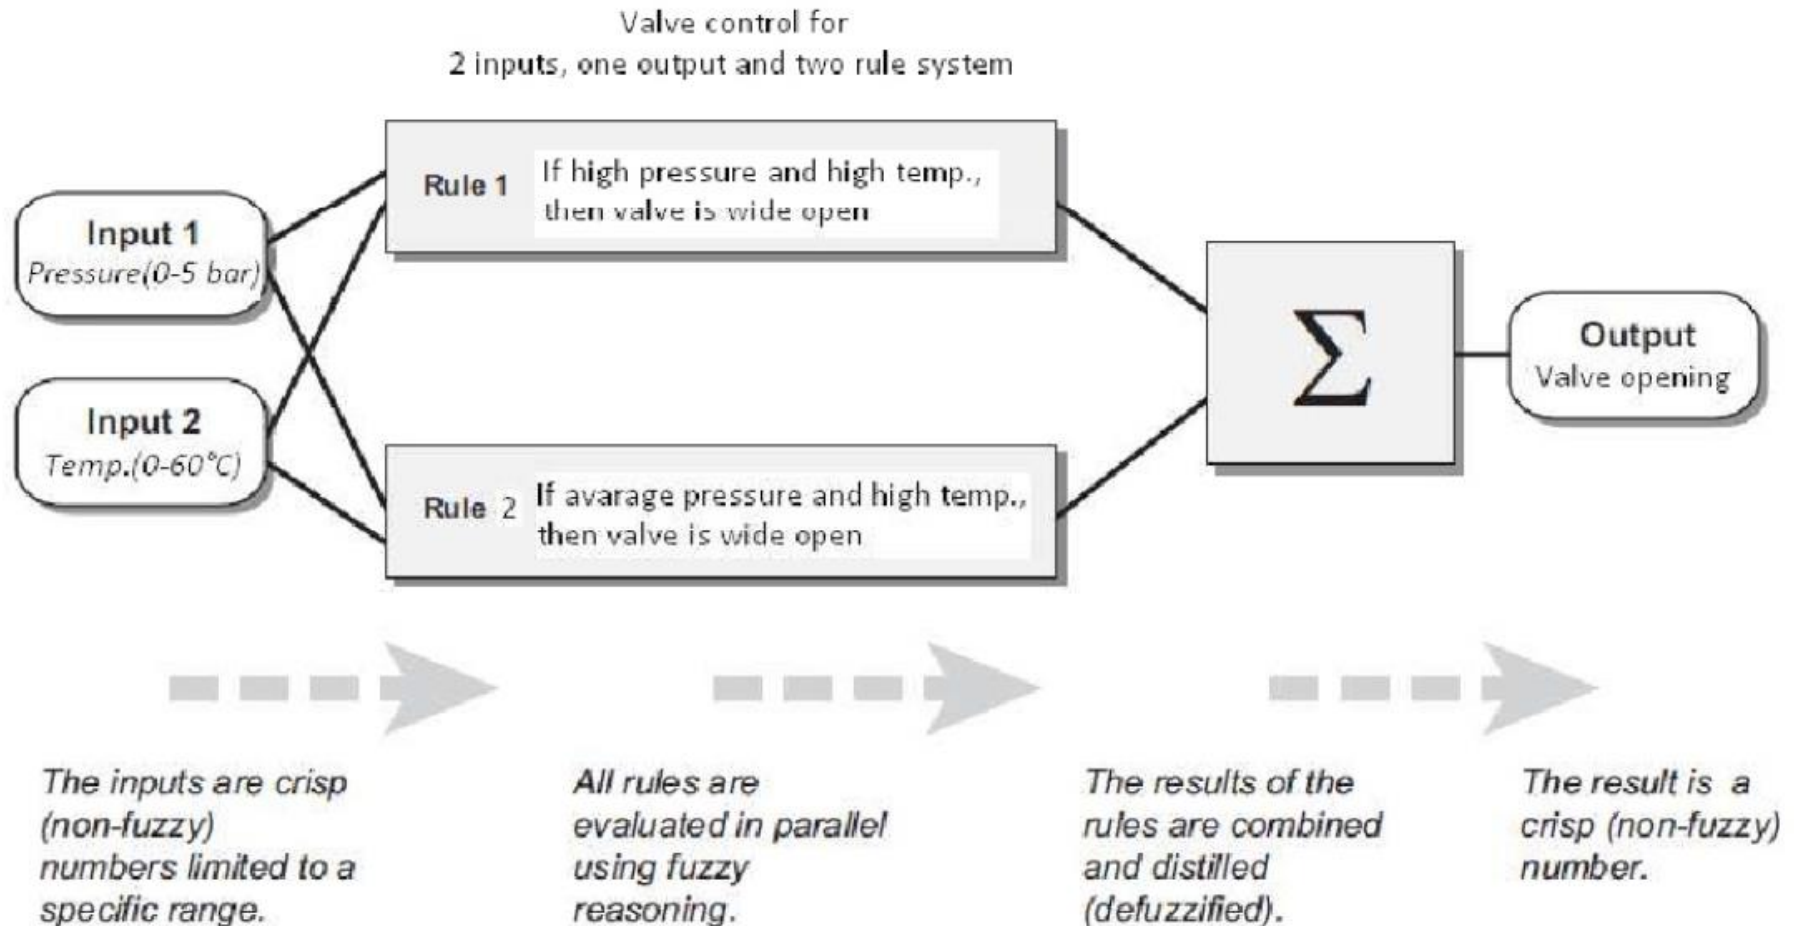 Valve control for
2 inputs, one output and two rule system
Rule 1
If high pressure and high temp.,
then valve is wide open
Input 1
Pressure(0-5 bar)
Input 2
Temp.(0-60°C)
Rule 2
If avarage pressure and high temp.,
then valve is wide open
Σ
Output
Valve opening
The inputs are crisp
(non-fuzzy)
numbers limited to a
specific range.
All rules are
evaluated in parallel
using fuzzy
reasoning.
The results of the
rules are combined
and distilled
(defuzzified).
The result is a
crisp (non-fuzzy)
number.